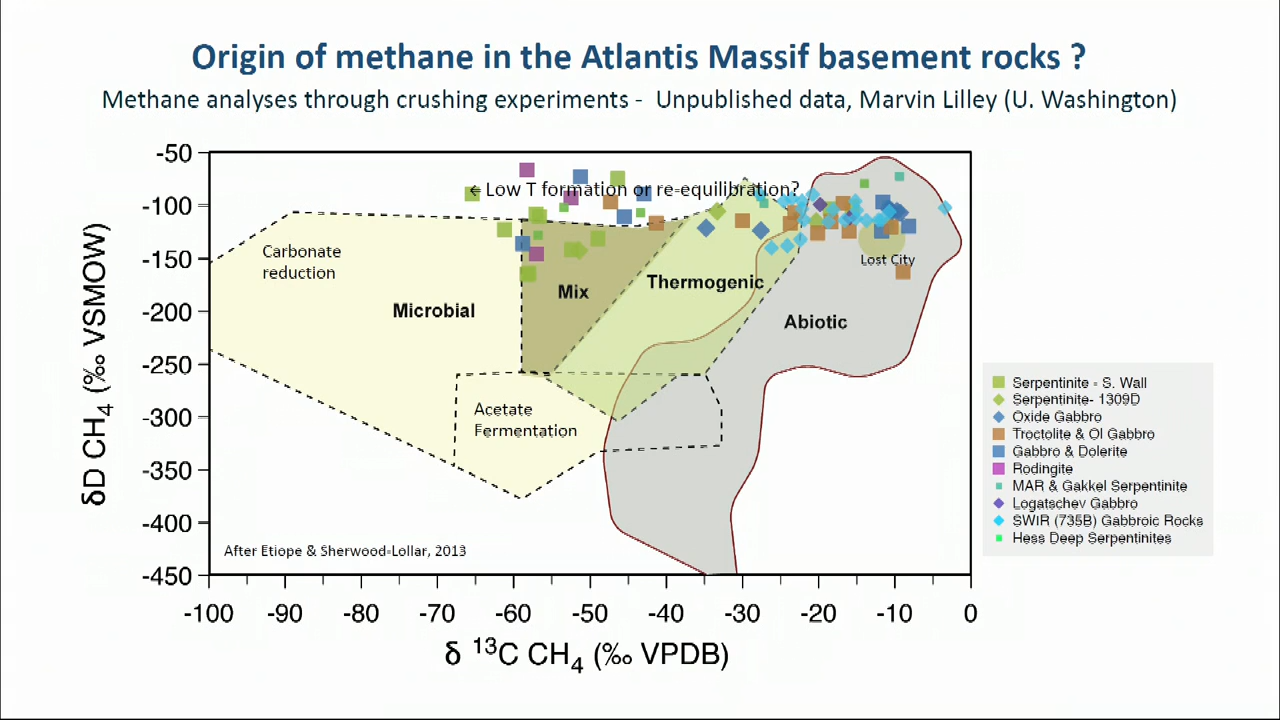 Origin of methane in the Atlantis Massif basement rocks ?
Methane analyses through crushing experiments - Unpublished data, Marvin Lilley (U. Washington)
-50
-100
-150
-200
-250
-300
-350
-400
-450
δD CH4 (‰ VSMOW)
← Low T formation or re-equilibration?
Carbonate
reduction
Microbial
Mix
Thermogenic
Lost City
Abiotic
Acetate
Fermentation
After Etiope & Sherwood-Lollar, 2013
-100 -90 -80 -70 -60 -50 -40 -30 -20 -10 0
δ 13C CH4 (‰ VPDB)
Serpentinite - S. Wall
Serpentinite- 1309D
Oxide Gabbro
Troctolite & Ol Gabbro
Gabbro & Dolerite
Rodingite
MAR & Gakkel Serpentinite
Logatschev Gabbro
SWIR (735B) Gabbroic Rocks
Hess Deep Serpentinites